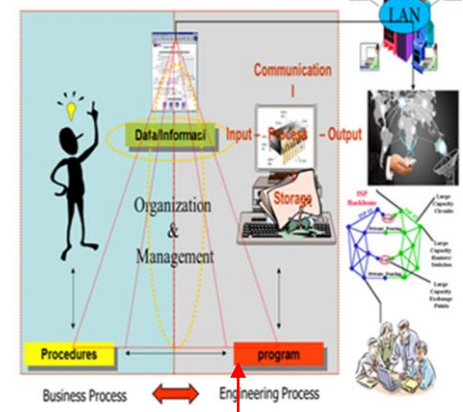 LAN
Communication
I
Data/Informaci
Input – Process – Output
Storage
Organization
&
Management
ISP
Backbone
Large
Capacity
Circuits
Large
Capacity
Routers/
Switches
Large
Capacity
Exchange
Points
Procedures
program
Business Process
Engineering Process